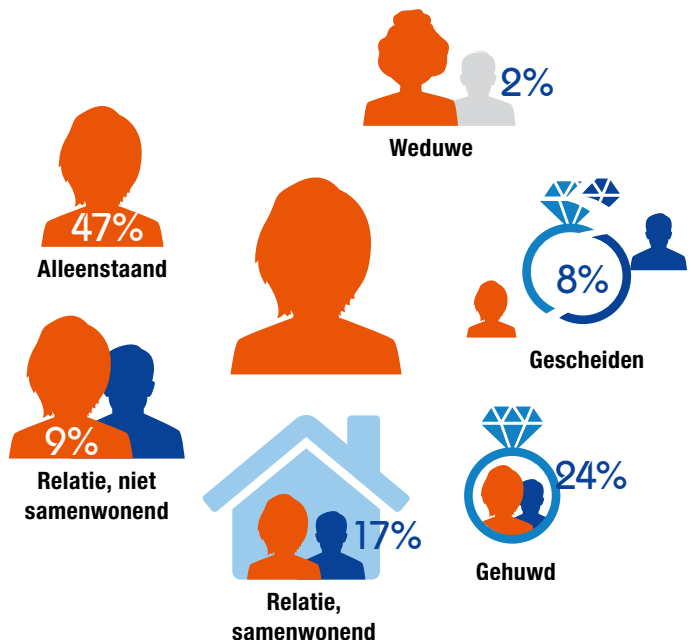 2%
Weduwe
47%
Alleenstaand
8%
Gescheiden
9%
Relatie, niet
samenwonend
17%
Relatie,
samenwonend
24%
Gehuwd